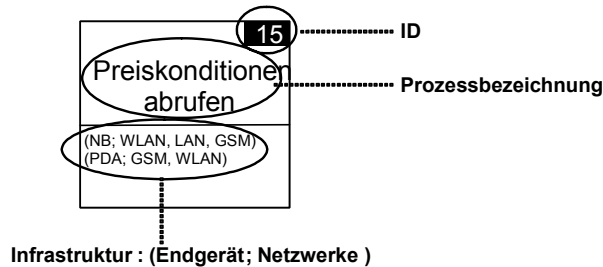 15
ID
Preiskonditionen
abrufen
Prozessbezeichnung
(NB; WLAN, LAN, GSM)
(PDA; GSM, WLAN)
Infrastruktur : (Endgerät; Netzwerke )